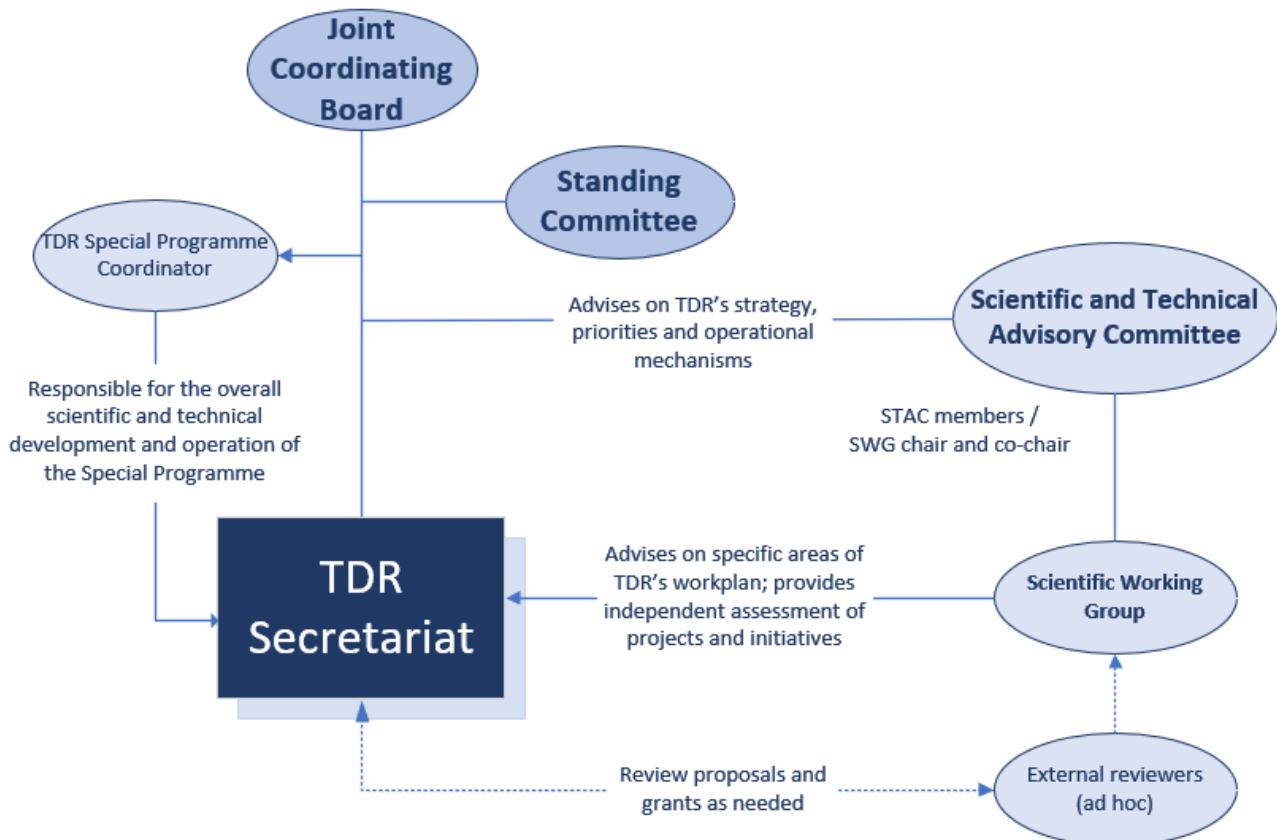 Joint
Coordinating
Board
Standing
Committee
TDR Special Programme
Coordinator
Advises on TDR’s strategy,
priorities and operational
mechanisms
Scientific and Technical
Advisory Committee
Responsible for the overall
scientific and technical
development and operation of
the Special Programme
STAC members /
SWG chair and co-chair
TDR
Secretariat
Advises on specific areas of
TDR’s workplan; provides
independent assessment of
projects and initiatives
Scientific Working
Group
Review proposals and
grants as needed
External reviewers
(ad hoc)